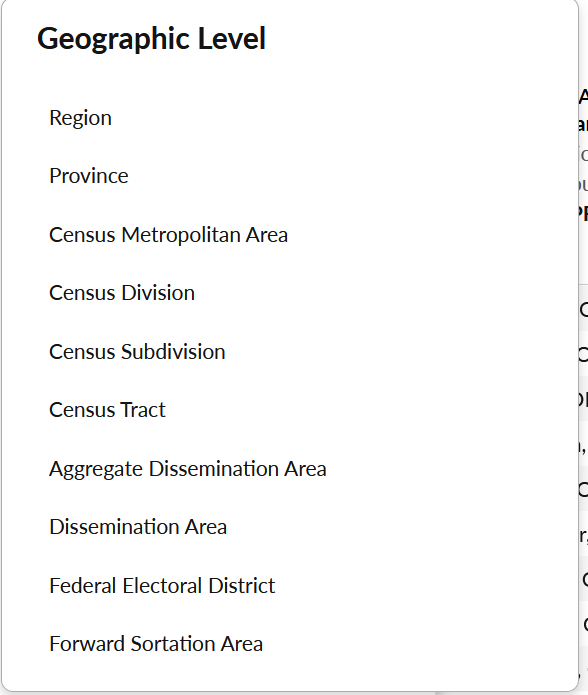 Geographic Level
Region
Province
Census Metropolitan Area
Census Division
Census Subdivision
Census Tract
Aggregate Dissemination Area
Dissemination Area
Federal Electoral District
Forward Sortation Area